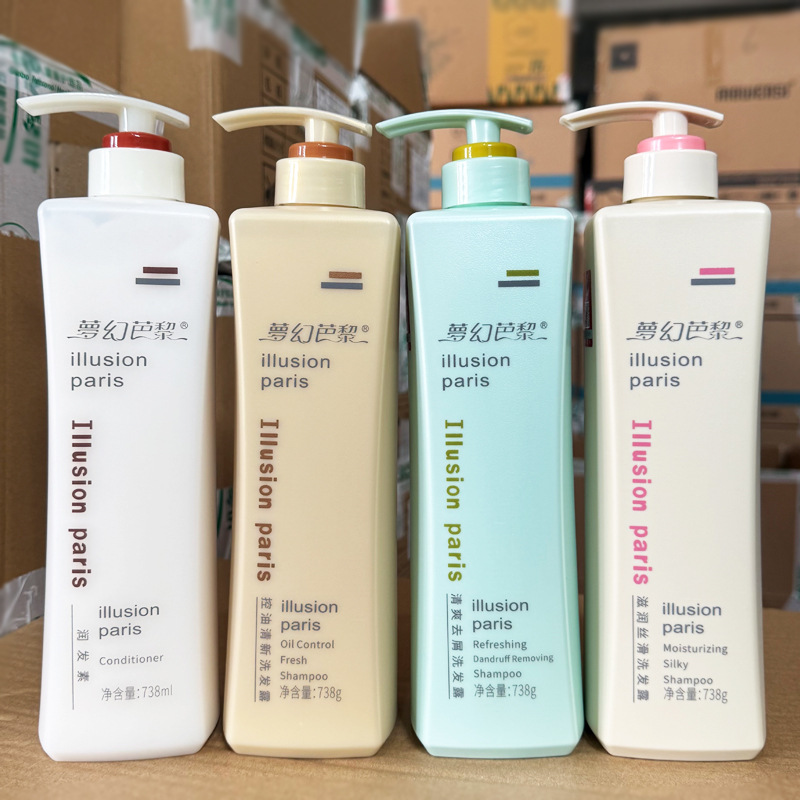 夢幻芭黎®
illusion
paris
Illusion paris
润发素
illusion
paris
Conditioner
净含量:738ml
夢幻芭黎®
illusion
paris
Illusion paris
控油清新洗发露
illusion
paris
Oil Control
Fresh
Shampoo
净含量:738g
夢幻芭黎®
illusion
paris
Illusion paris
清爽去屑洗发露
illusion
paris
Refreshing
Dandruff Removing
Shampoo
净含量:738g
夢幻芭黎®
illusion
paris
Illusion paris
滋润丝滑洗发露
illusion
paris
Moisturizing
Silky
Shampoo
净含量:738g